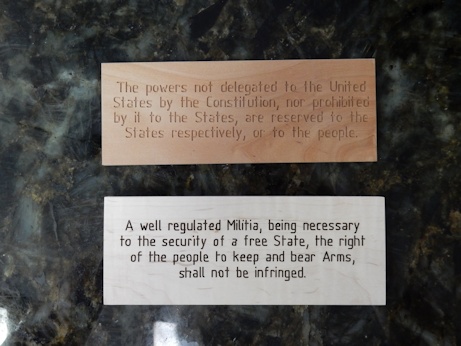 The powers not delegated to the United
States by the Constitution, nor prohibited
by it to the States, are reserved to the
States respectively, or to the people.
A well regulated Militia, being necessary
to the security of a free State, the right
of the people to keep and bear Arms,
shall not be infringed.